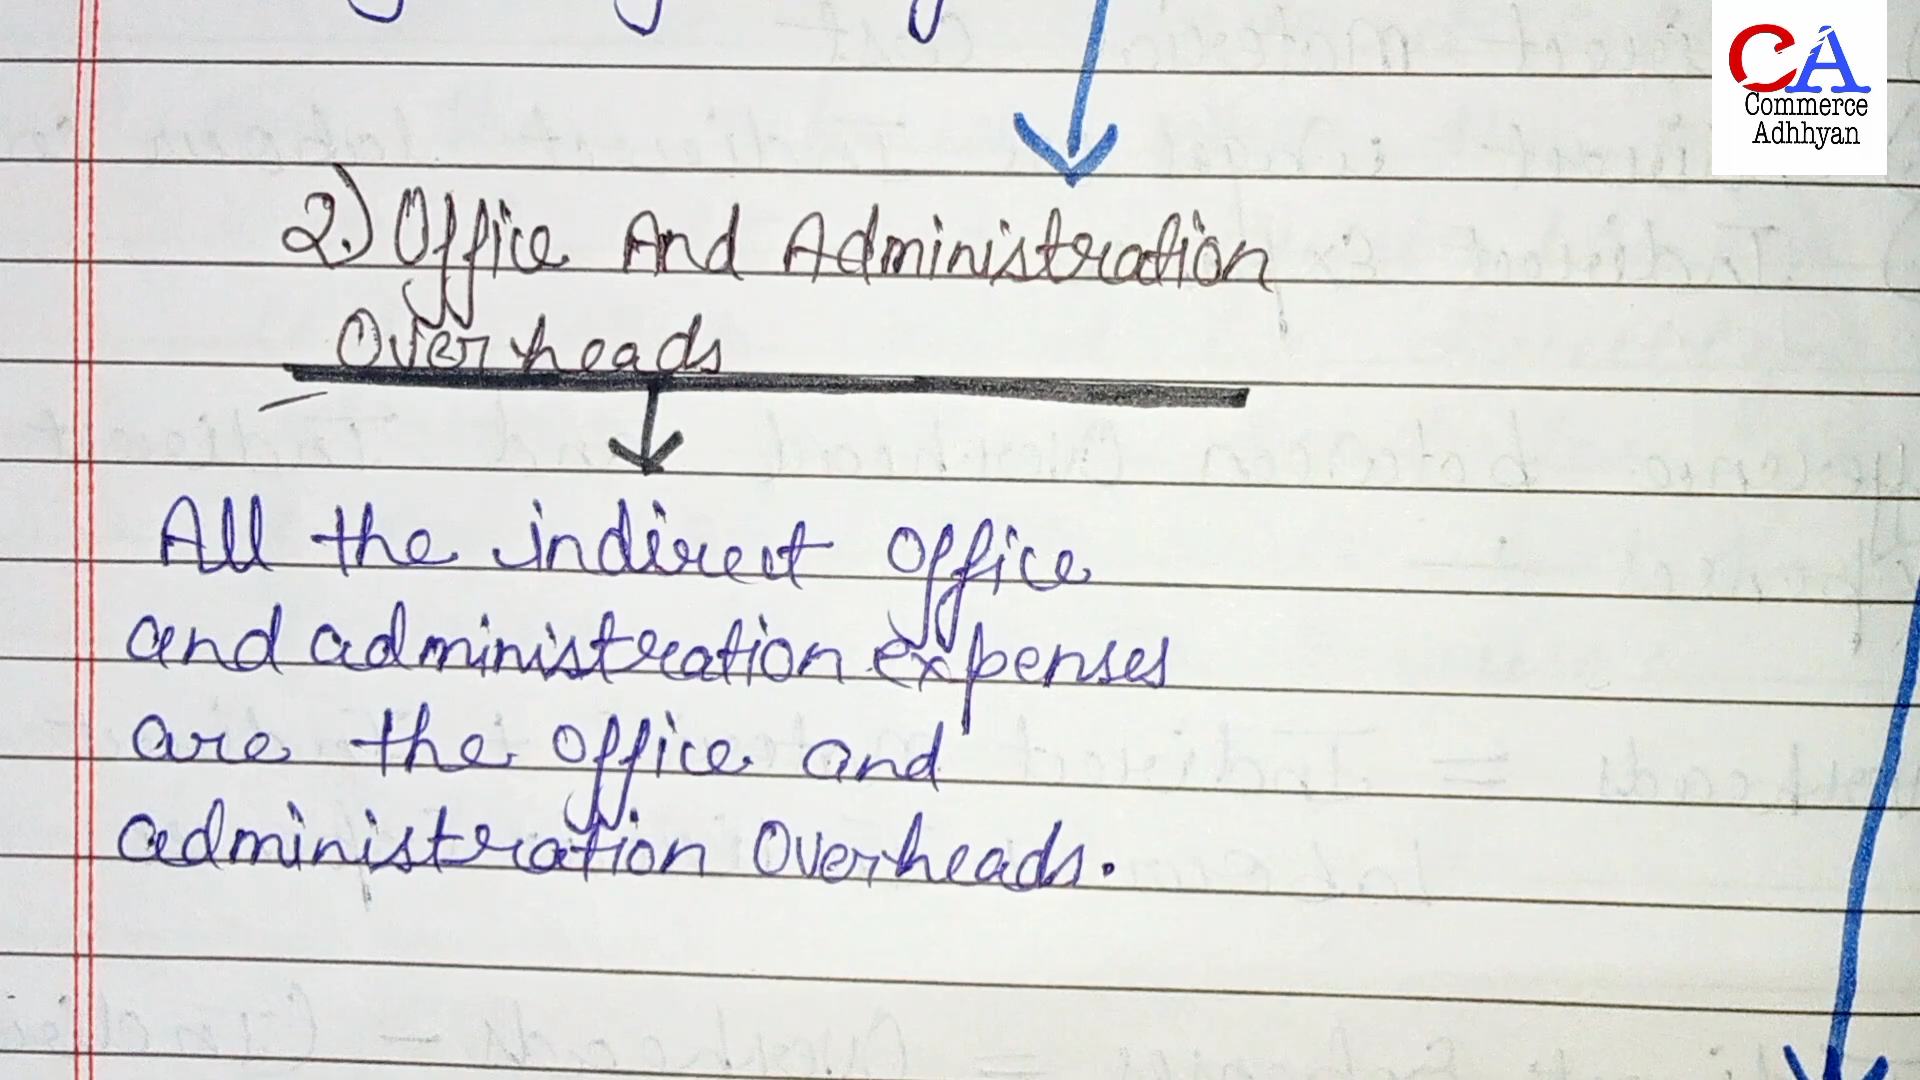 CA
Commerce
Adhhyan
2.) Office And Administration
Overheads
All the indirect office
and administration expenses
are the office and
administration Overheads.